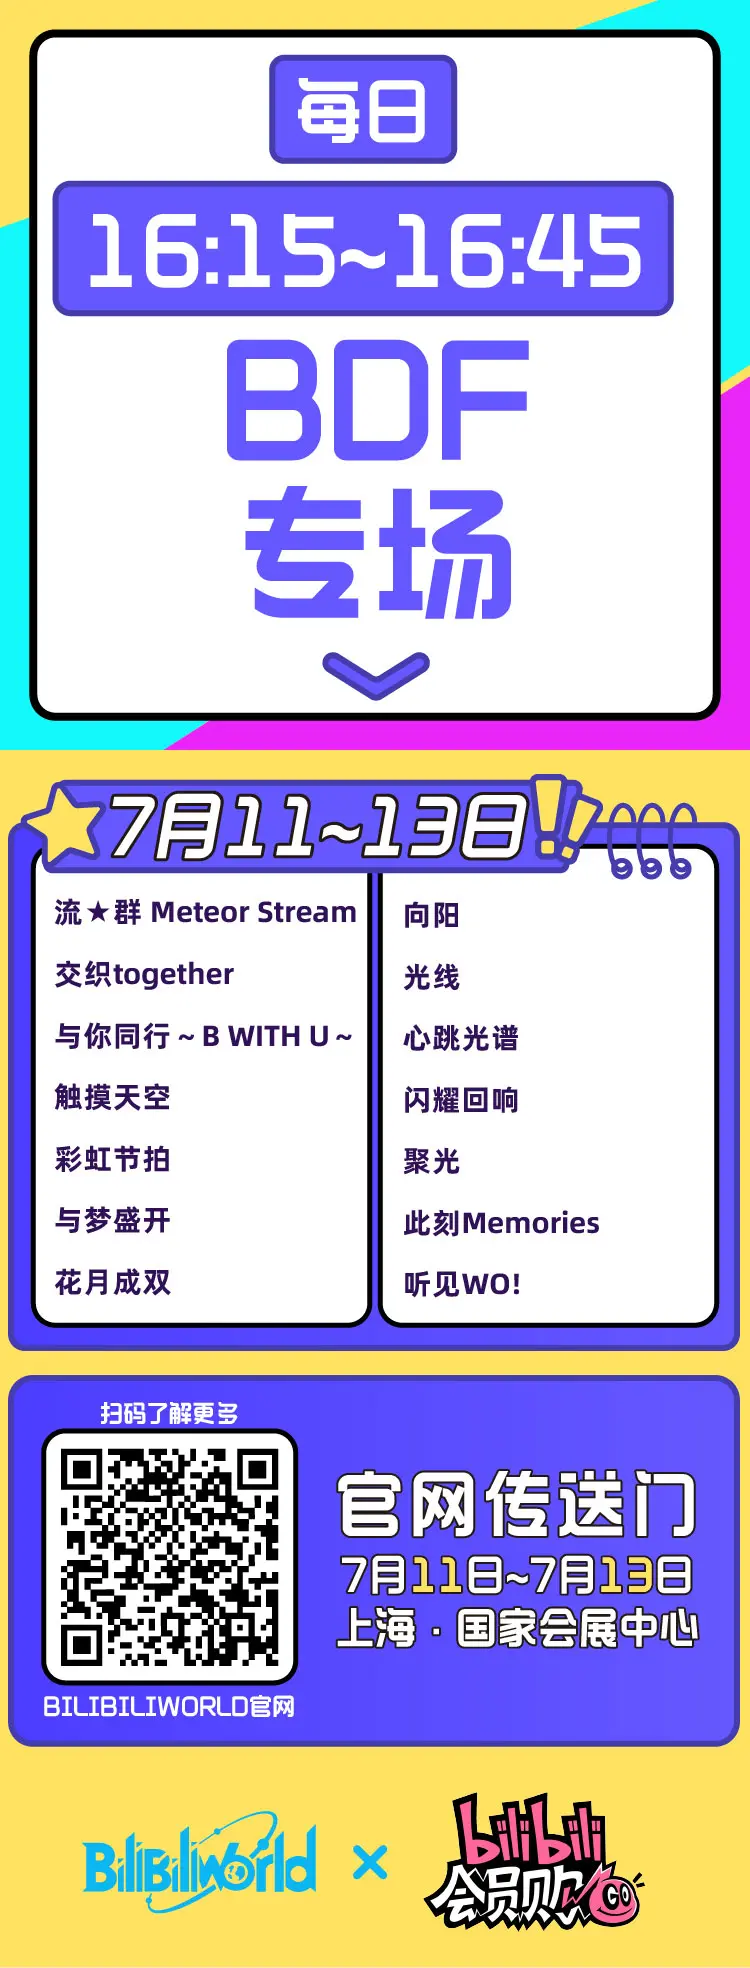 每日
16:15~16:45
BDF
专场
7月11~13日
流★群 Meteor Stream
交织together
与你同行～B WITH U～
触摸天空
彩虹节拍
与梦盛开
花月成双
向阳
光线
心跳光谱
闪耀回响
聚光
此刻Memories
听见WO!
扫码了解更多
BILIBILIWORLD官网
官网传送门
7月11日~7月13日
上海·国家会展中心
BiliBiliWorld
×
bilibili
会员购